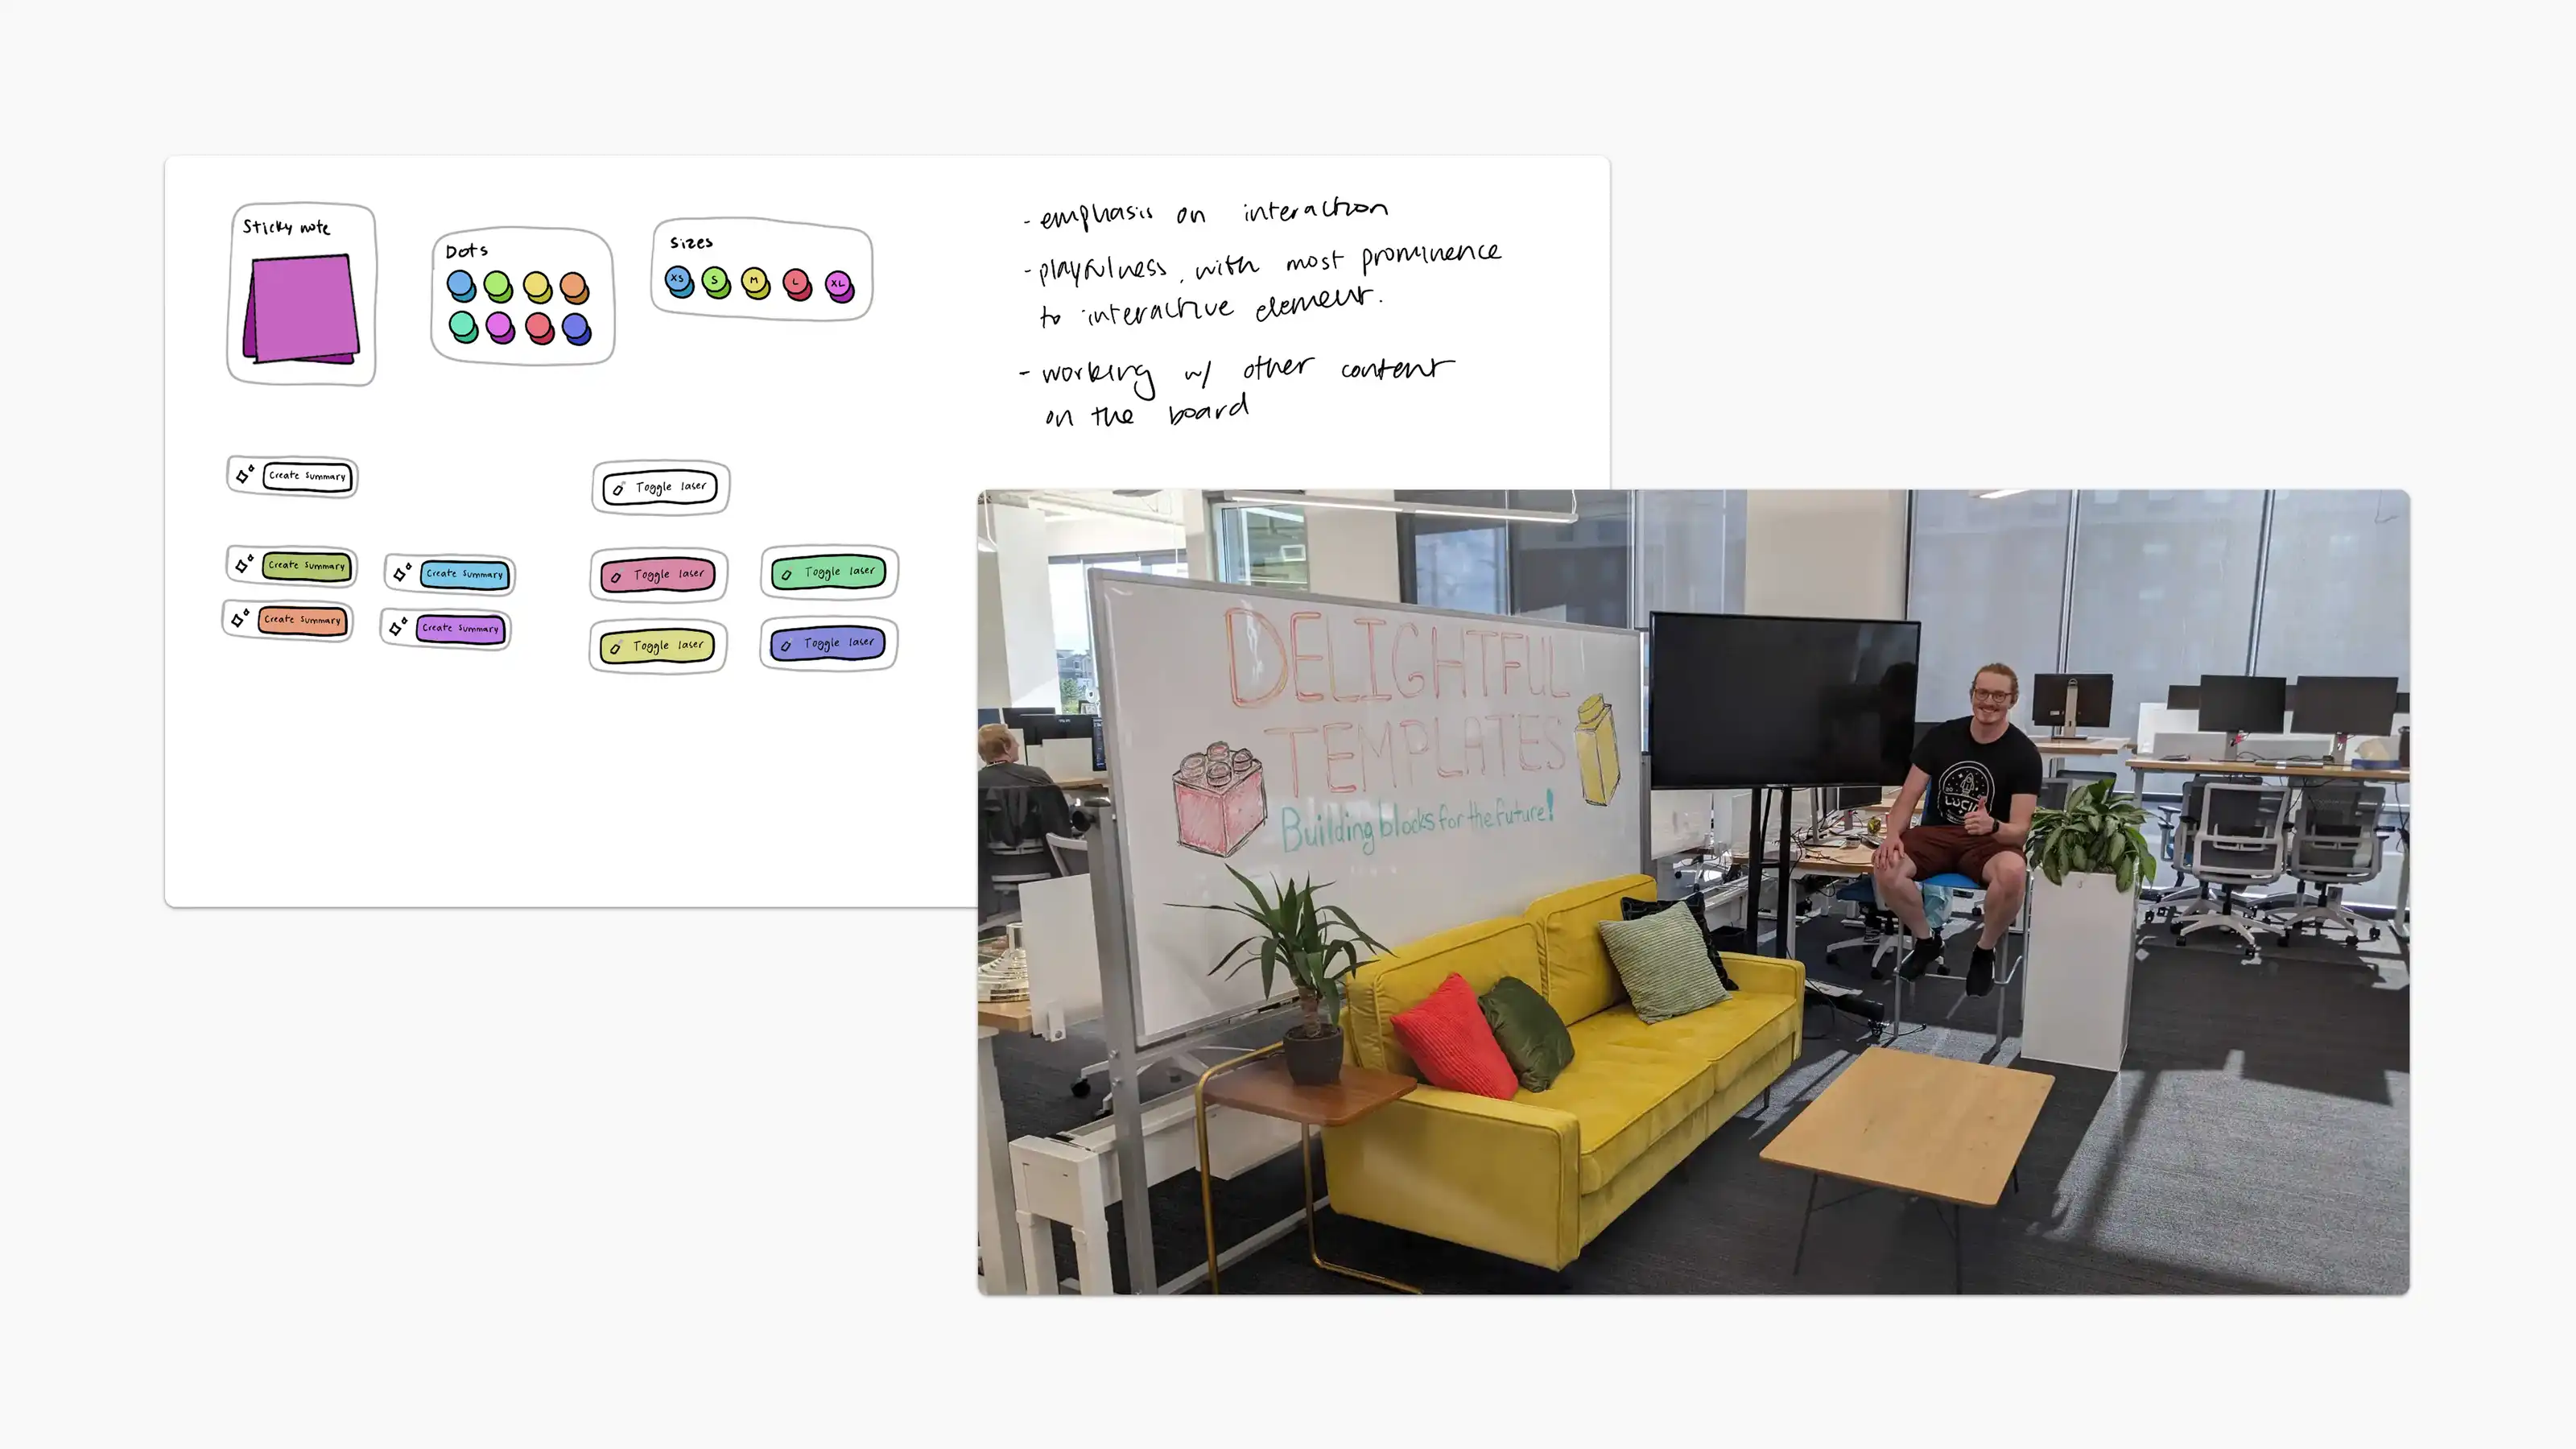 Sticky note
Dots
Sizes
XS S M L XL
- emphasis on interaction
- playfulness, with most prominence
to interactive element.
- working w/ other content
on the board
Create Summary
Toggle laser
Create Summary
Create Summary
Create Summary
Create Summary
Toggle laser
Toggle laser
Toggle laser
Toggle laser
DELIGHTFUL
TEMPLATES
Building blocks for the future!
LUCID